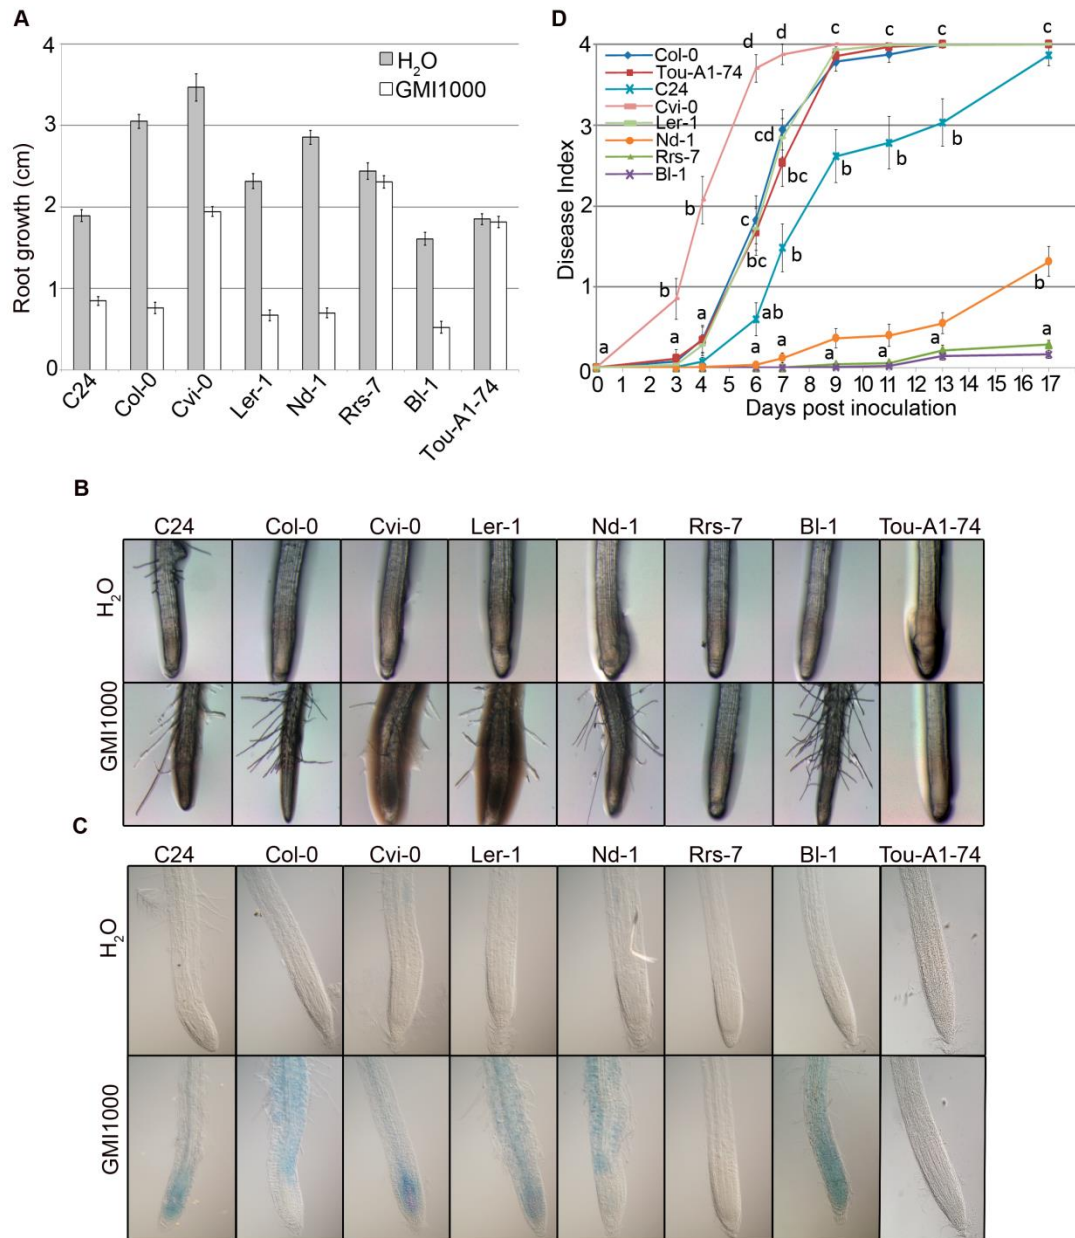 A
Root growth (cm)
4
3
2
1
0
H2O
GMI1000
C24
Col-0
Cvi-0
Ler-1
Nd-1
Rrs-7
Bl-1
Tou-A1-74
D
Disease Index
4
3
2
1
0
Col-0
Tou-A1-74
C24
Cvi-0
Ler-1
Nd-1
Rrs-7
Bl-1
d d c c c c
cd
b
c
bc
bc
b b b
b
b
ab
b
a a
a a a a a a
0 1 2 3 4 5 6 7 8 9 10 11 12 13 14 15 16 17
Days post inoculation
B
C24 Col-0 Cvi-0 Ler-1 Nd-1 Rrs-7 Bl-1 Tou-A1-74
H2O
GMI1000
C
C24 Col-0 Cvi-0 Ler-1 Nd-1 Rrs-7 Bl-1 Tou-A1-74
H2O
GMI1000